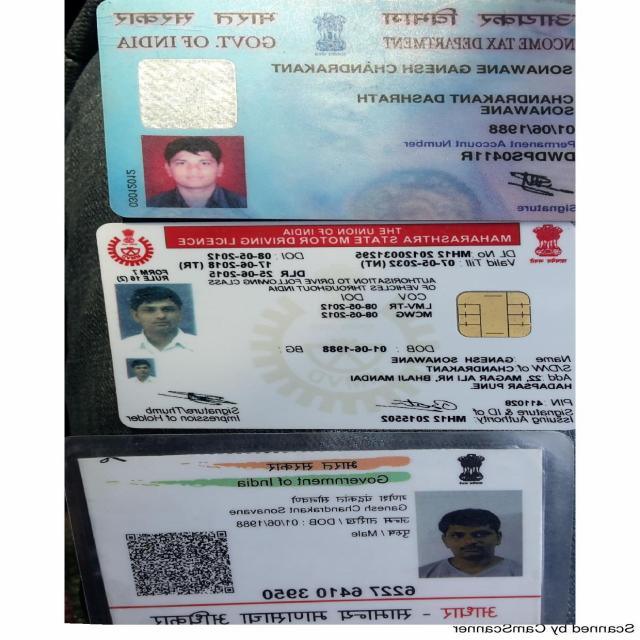 आयकर विभाग
भारत सरकार
INCOME TAX DEPARTMENT
GOVT. OF INDIA
SONAWANE GANESH CHANDRAKANT
CHANDRAKANT DASHRATH
SONAWANE
01/06/1988
Permanent Account Number
DWDPS0411R
Signature
03012012
THE UNION OF INDIA
MAHARASHTRA STATE MOTOR DRIVING LICENCE
DL No. MH12 20120031295 DOI : 08-05-2012
Valid Till : 07-05-2032 (NT) 17-06-2018 (TR)
DLR 25-06-2015
FORM 7
RULE 16 (2)
AUTHORISATION TO DRIVE FOLLOWING CLASS
OF VEHICLES THROUGHOUT INDIA
COV DOI
LMV-TR 08-05-2012
MCWG 08-05-2012
DOB : 01-06-1988 BG :
Name GANESH SONAWANE
S/D/W of CHANDRAKANT
Add 22, MAGAR ALI, NR, BHAJI MANDAI
HADAPSAR PUNE.
PIN : 411028
Signature & ID of
Issuing Authority: MH12 2015502
Signature/Thumb
Impression of Holder
भारत सरकार
Government of India
गणेश चंद्रकांत सोनवणे
Ganesh Chandrakant Sonavane
जन्म तारीख / DOB : 01/06/1988
पुरुष / Male
6227 6410 3950
आधार - सामान्य माणसाचा अधिकार
Scanned by CamScanner